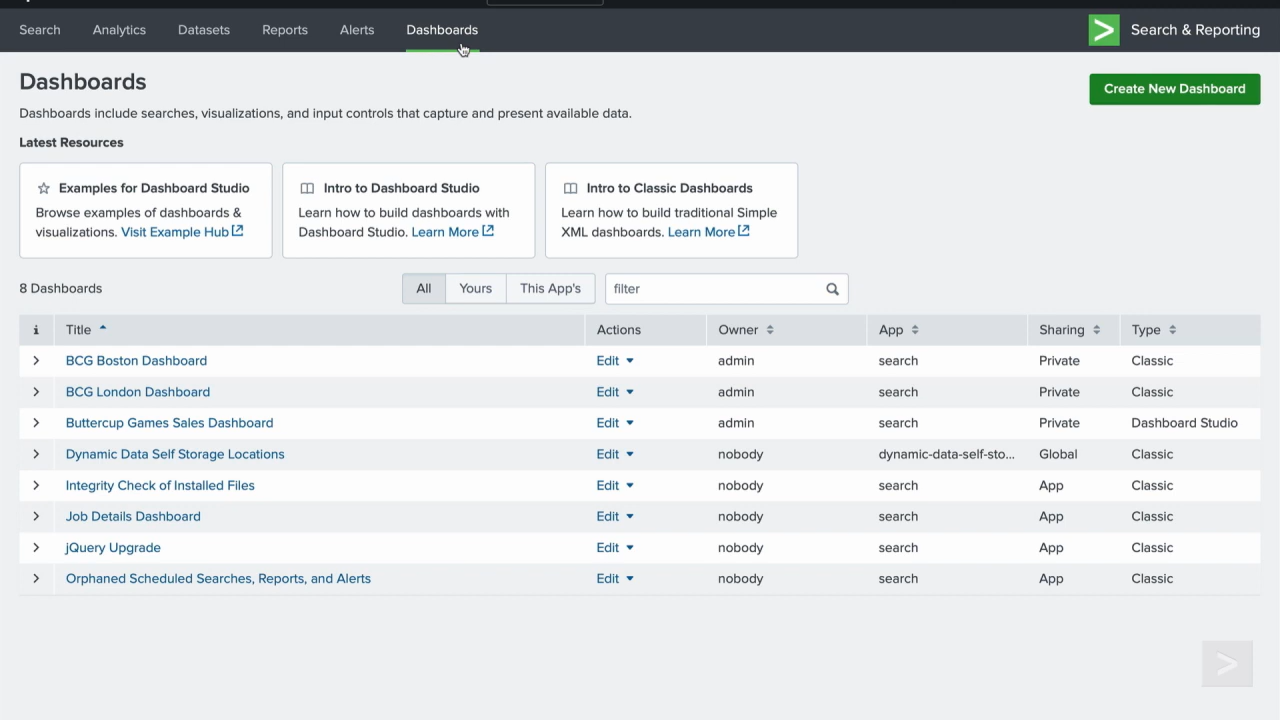 Search Analytics Datasets Reports Alerts Dashboards Search & Reporting
Dashboards
Create New Dashboard
Dashboards include searches, visualizations, and input controls that capture and present available data.
Latest Resources
Examples for Dashboard Studio
Browse examples of dashboards &
visualizations. Visit Example Hub
Intro to Dashboard Studio
Learn how to build dashboards with
Dashboard Studio. Learn More
Intro to Classic Dashboards
Learn how to build traditional Simple
XML dashboards. Learn More
8 Dashboards All Yours This App's filter
i Title Actions Owner App Sharing Type
BCG Boston Dashboard Edit admin search Private Classic
BCG London Dashboard Edit admin search Private Classic
Buttercup Games Sales Dashboard Edit admin search Private Dashboard Studio
Dynamic Data Self Storage Locations Edit nobody dynamic-data-self-sto... Global Classic
Integrity Check of Installed Files Edit nobody search App Classic
Job Details Dashboard Edit nobody search App Classic
jQuery Upgrade Edit nobody search App Classic
Orphaned Scheduled Searches, Reports, and Alerts Edit nobody search App Classic